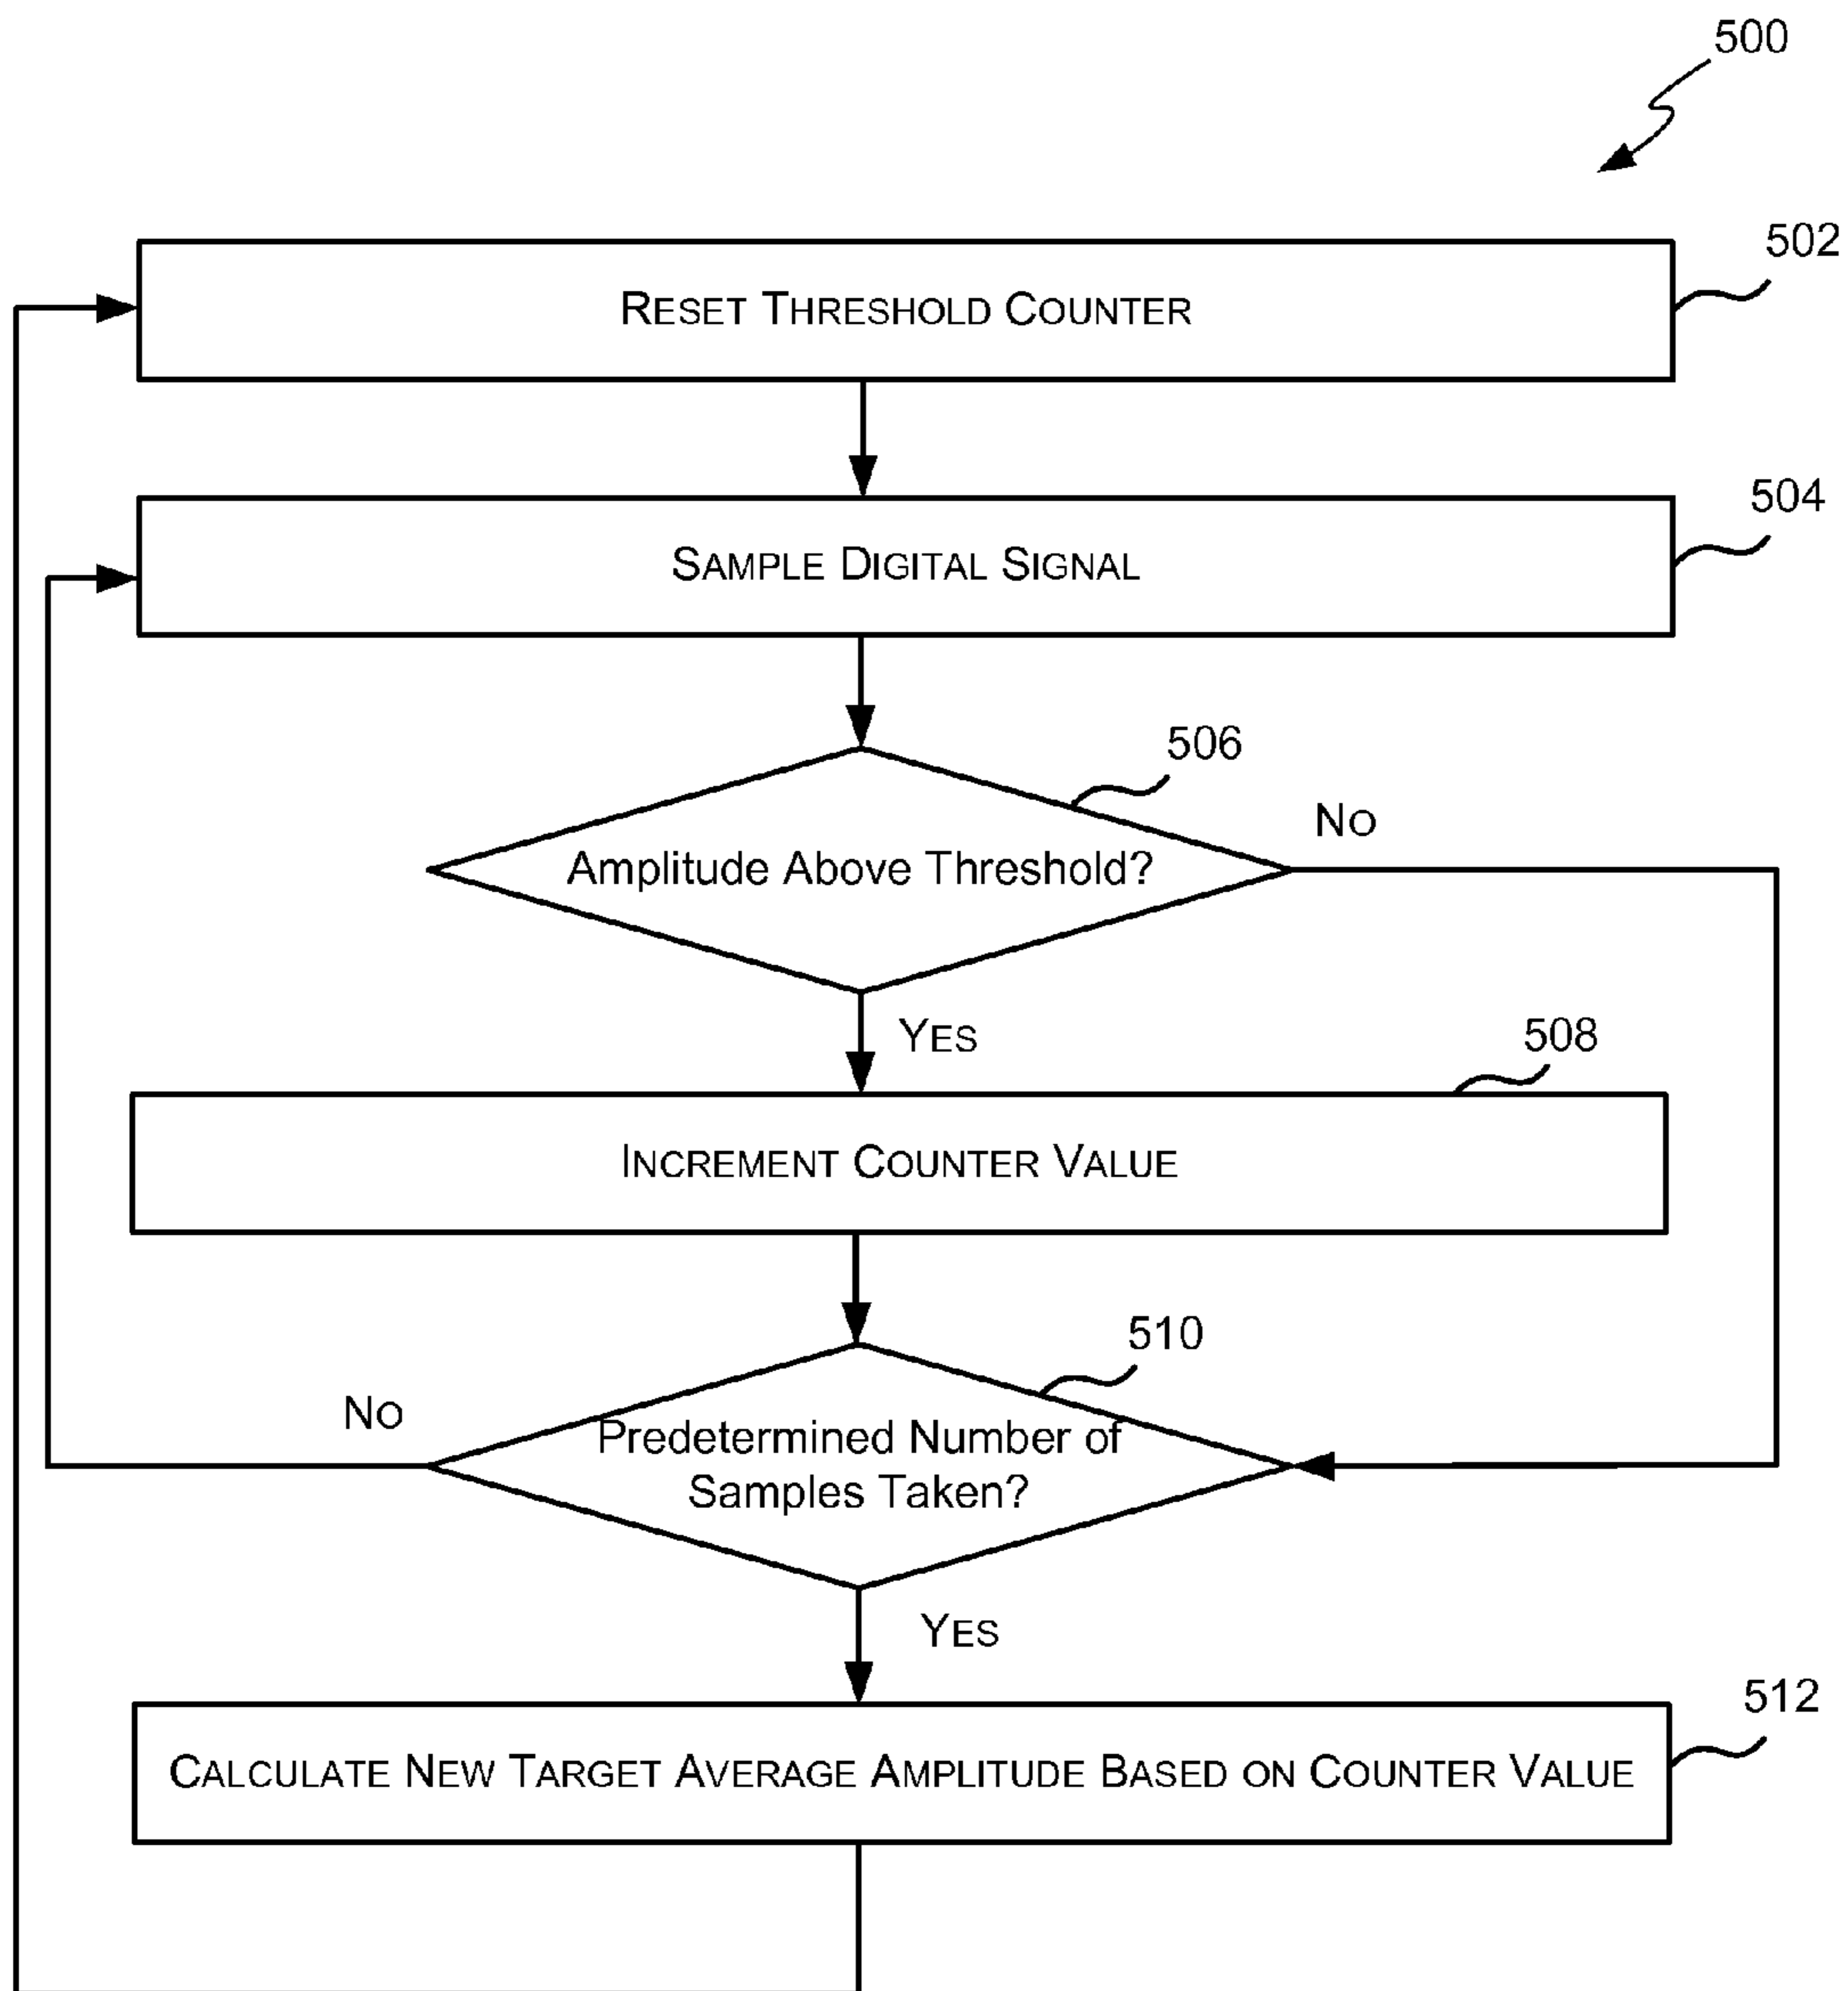 500
502
RESET THRESHOLD COUNTER
504
SAMPLE DIGITAL SIGNAL
506
Amplitude Above Threshold?
NO
YES
508
INCREMENT COUNTER VALUE
510
NO
Predetermined Number of
Samples Taken?
YES
512
CALCULATE NEW TARGET AVERAGE AMPLITUDE BASED ON COUNTER VALUE